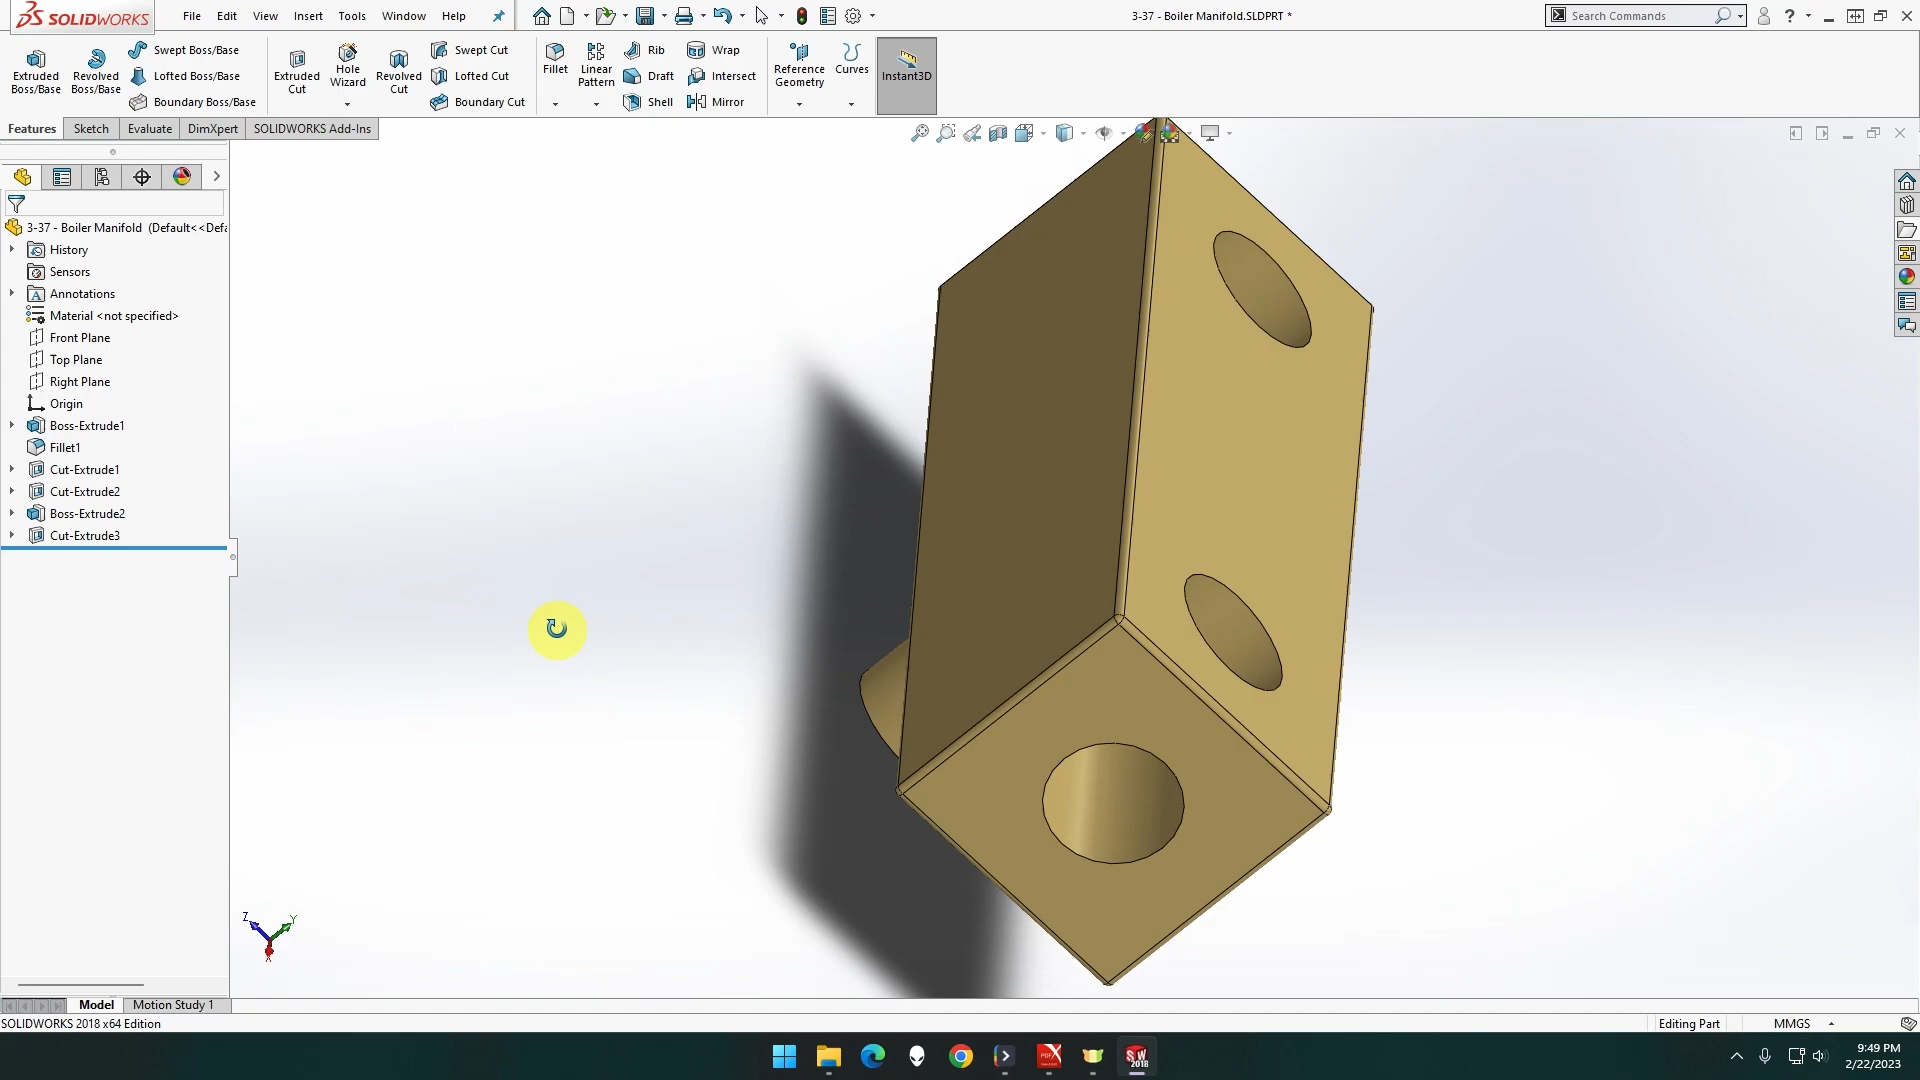 SOLIDWORKS File Edit View Insert Tools Window Help 3-37 - Boiler Manifold.SLDPRT * Search Commands
Extruded Boss/Base
Revolved Boss/Base
Swept Boss/Base
Lofted Boss/Base
Boundary Boss/Base
Extruded Cut
Hole Wizard
Revolved Cut
Swept Cut
Lofted Cut
Boundary Cut
Fillet
Linear Pattern
Rib
Draft
Shell
Wrap
Intersect
Mirror
Reference Geometry
Curves
Instant3D
Features Sketch Evaluate DimXpert SOLIDWORKS Add-Ins
3-37 - Boiler Manifold (Default<<Defa
History
Sensors
Annotations
Material <not specified>
Front Plane
Top Plane
Right Plane
Origin
Boss-Extrude1
Fillet1
Cut-Extrude1
Cut-Extrude2
Boss-Extrude2
Cut-Extrude3
Z Y
X
Model Motion Study 1
SOLIDWORKS 2018 x64 Edition Editing Part MMGS
9:49 PM
2/22/2023